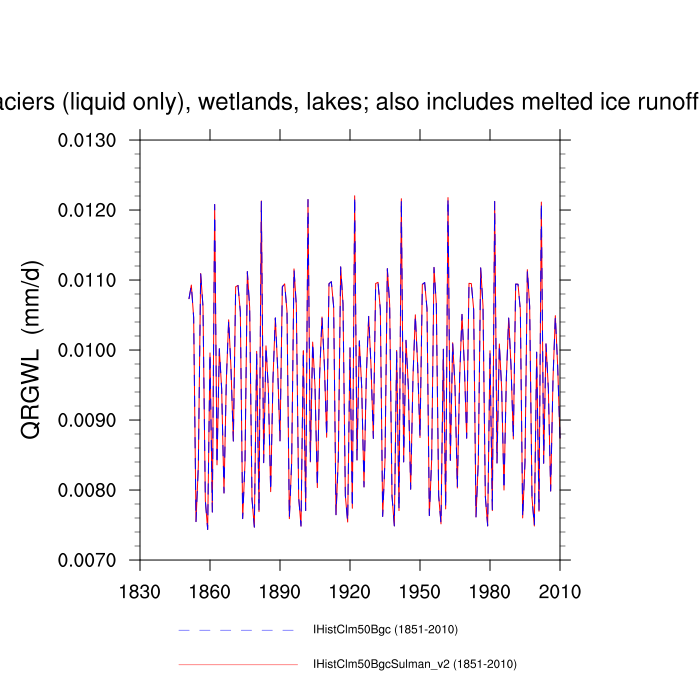 aciers (liquid only), wetlands, lakes; also includes melted ice runoff
0.0130
0.0120
0.0110
0.0100
0.0090
0.0080
0.0070
QRGWL (mm/d)
1830 1860 1890 1920 1950 1980 2010
IHistClm50Bgc (1851-2010)
IHistClm50BgcSulman_v2 (1851-2010)